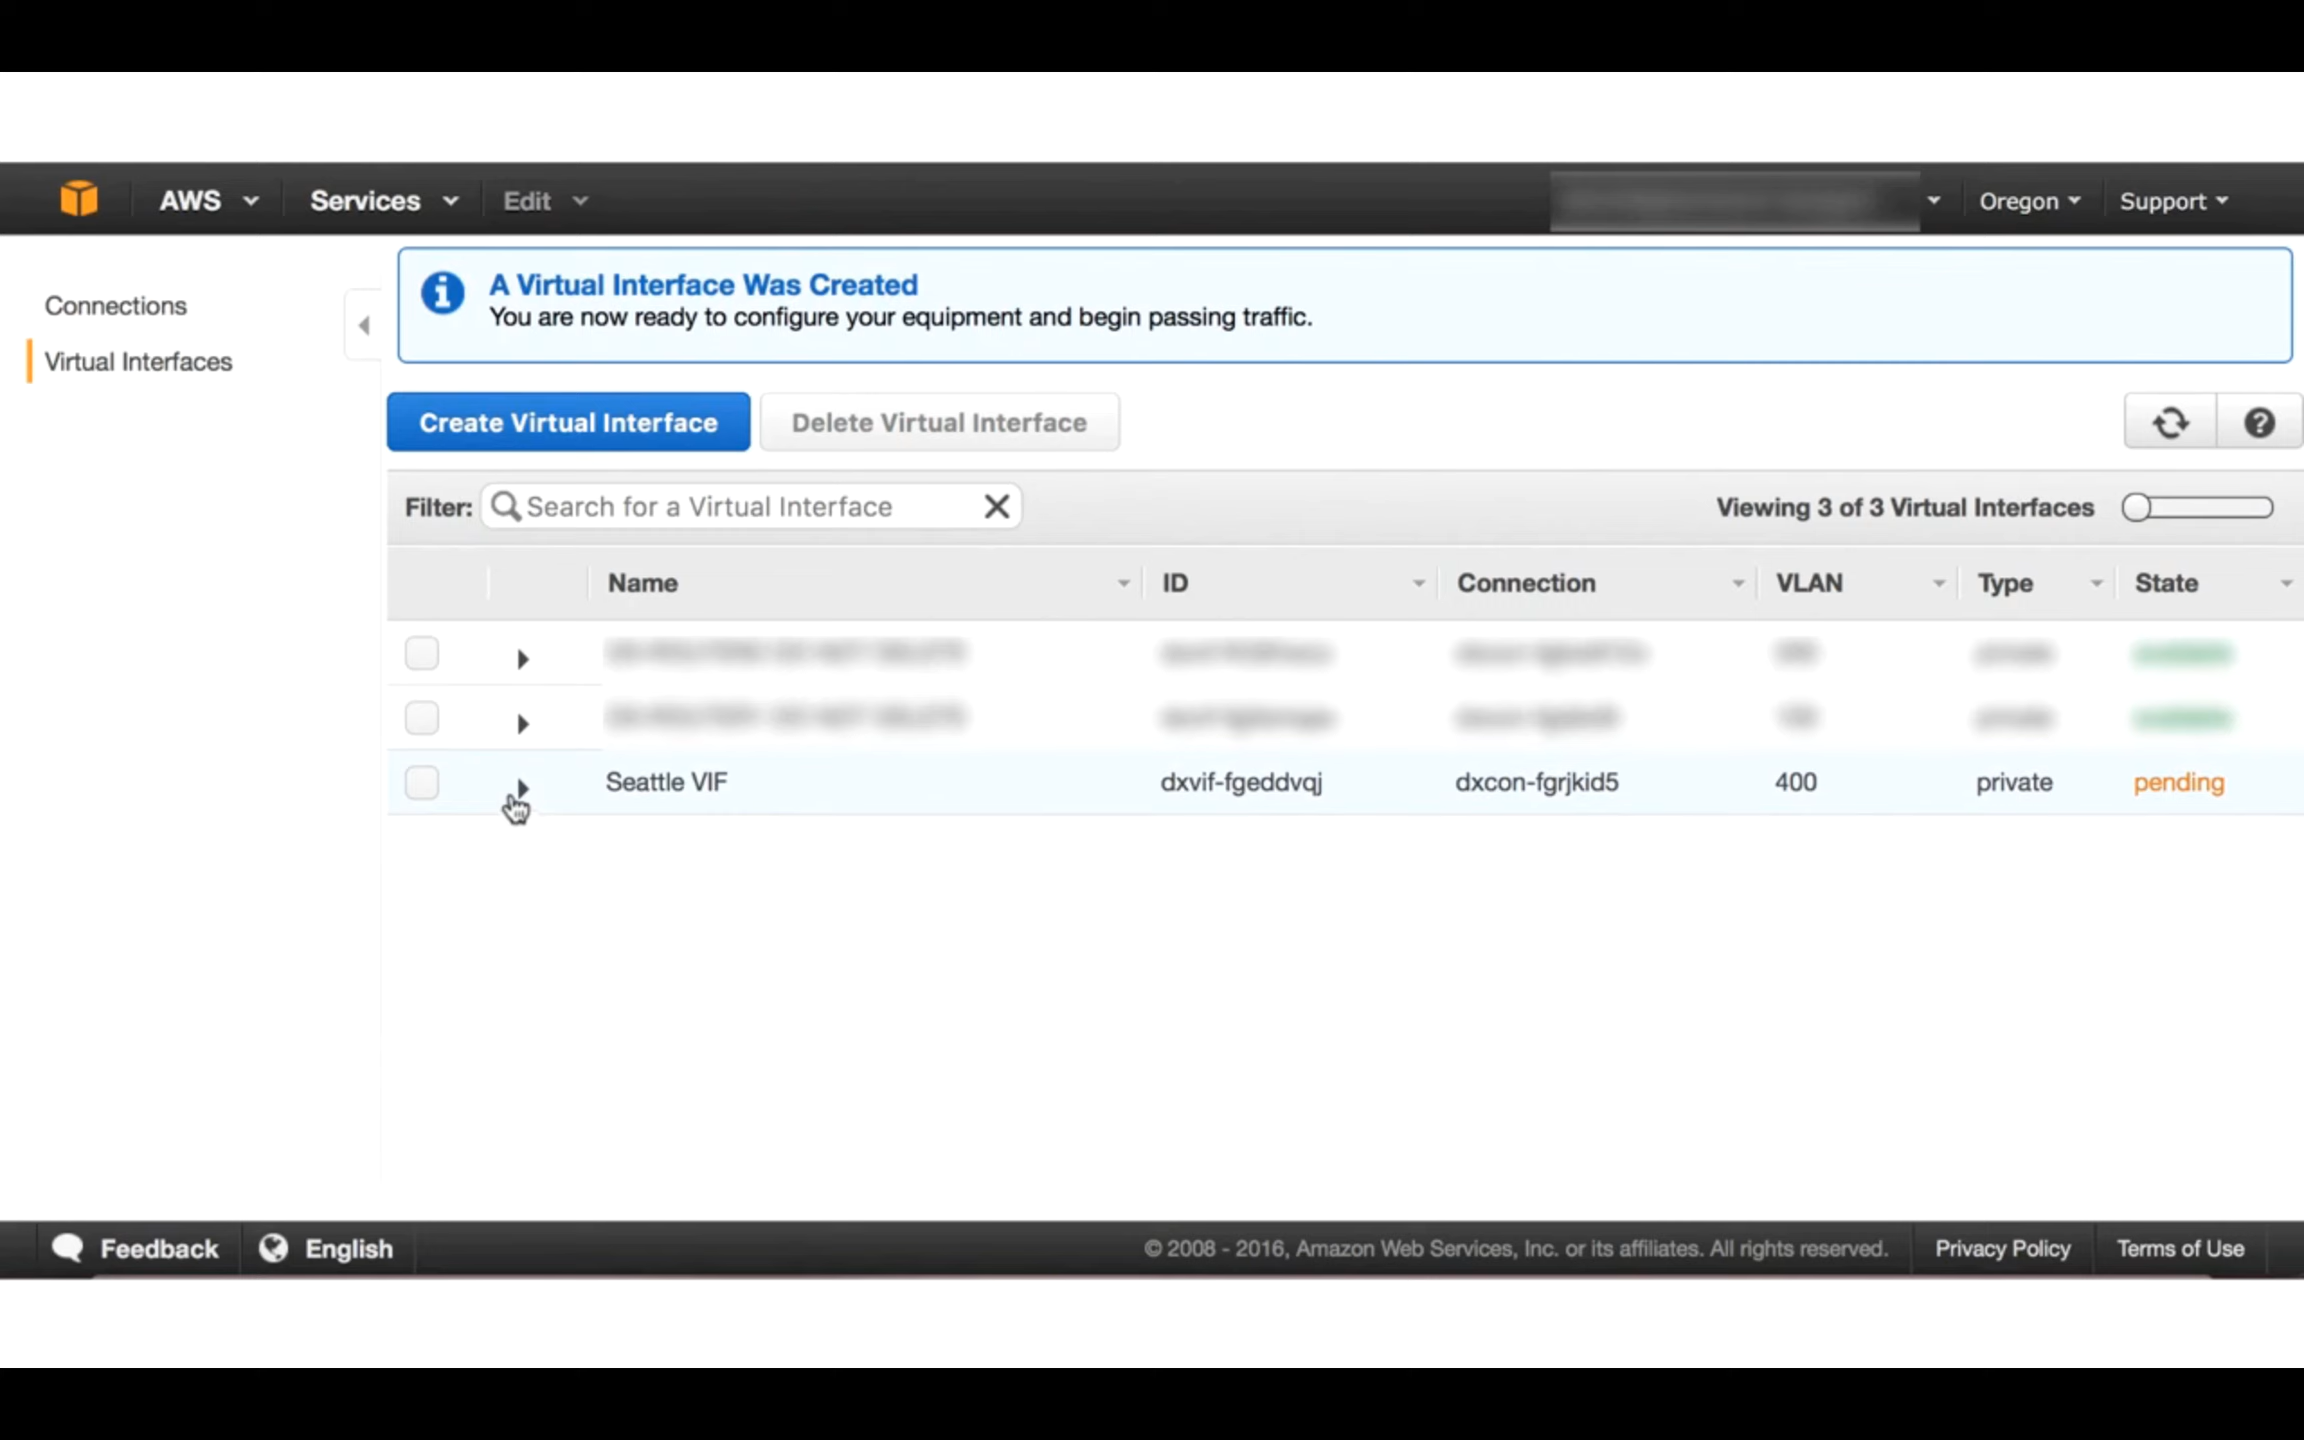 AWS Services Edit Oregon Support
A Virtual Interface Was Created
You are now ready to configure your equipment and begin passing traffic.
Connections
Virtual Interfaces
Create Virtual Interface Delete Virtual Interface
Filter: Search for a Virtual Interface Viewing 3 of 3 Virtual Interfaces
Name ID Connection VLAN Type State
Seattle VIF dxvif-fgeddvqj dxcon-fgrjkid5 400 private pending
Feedback English © 2008 - 2016, Amazon Web Services, Inc. or its affiliates. All rights reserved. Privacy Policy Terms of Use